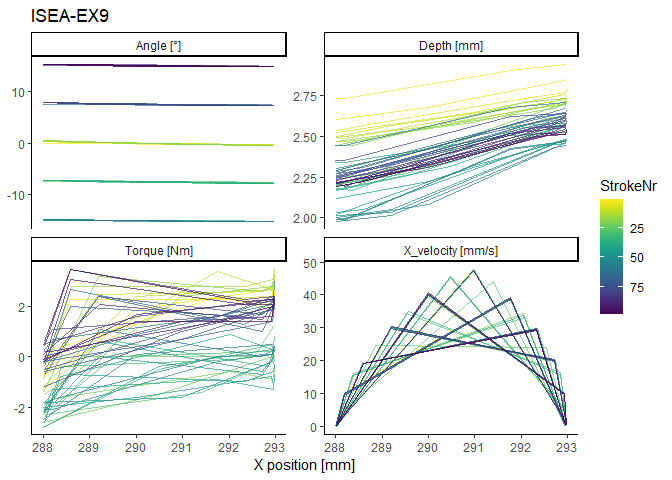 ISEA-EX9
Angle [°]
Depth [mm]
10
0
-10
2.75
2.50
2.25
2.00
StrokeNr
25
50
75
Torque [Nm]
X_velocity [mm/s]
2
0
-2
50
40
30
20
10
0
288 289 290 291 292 293
288 289 290 291 292 293
X position [mm]